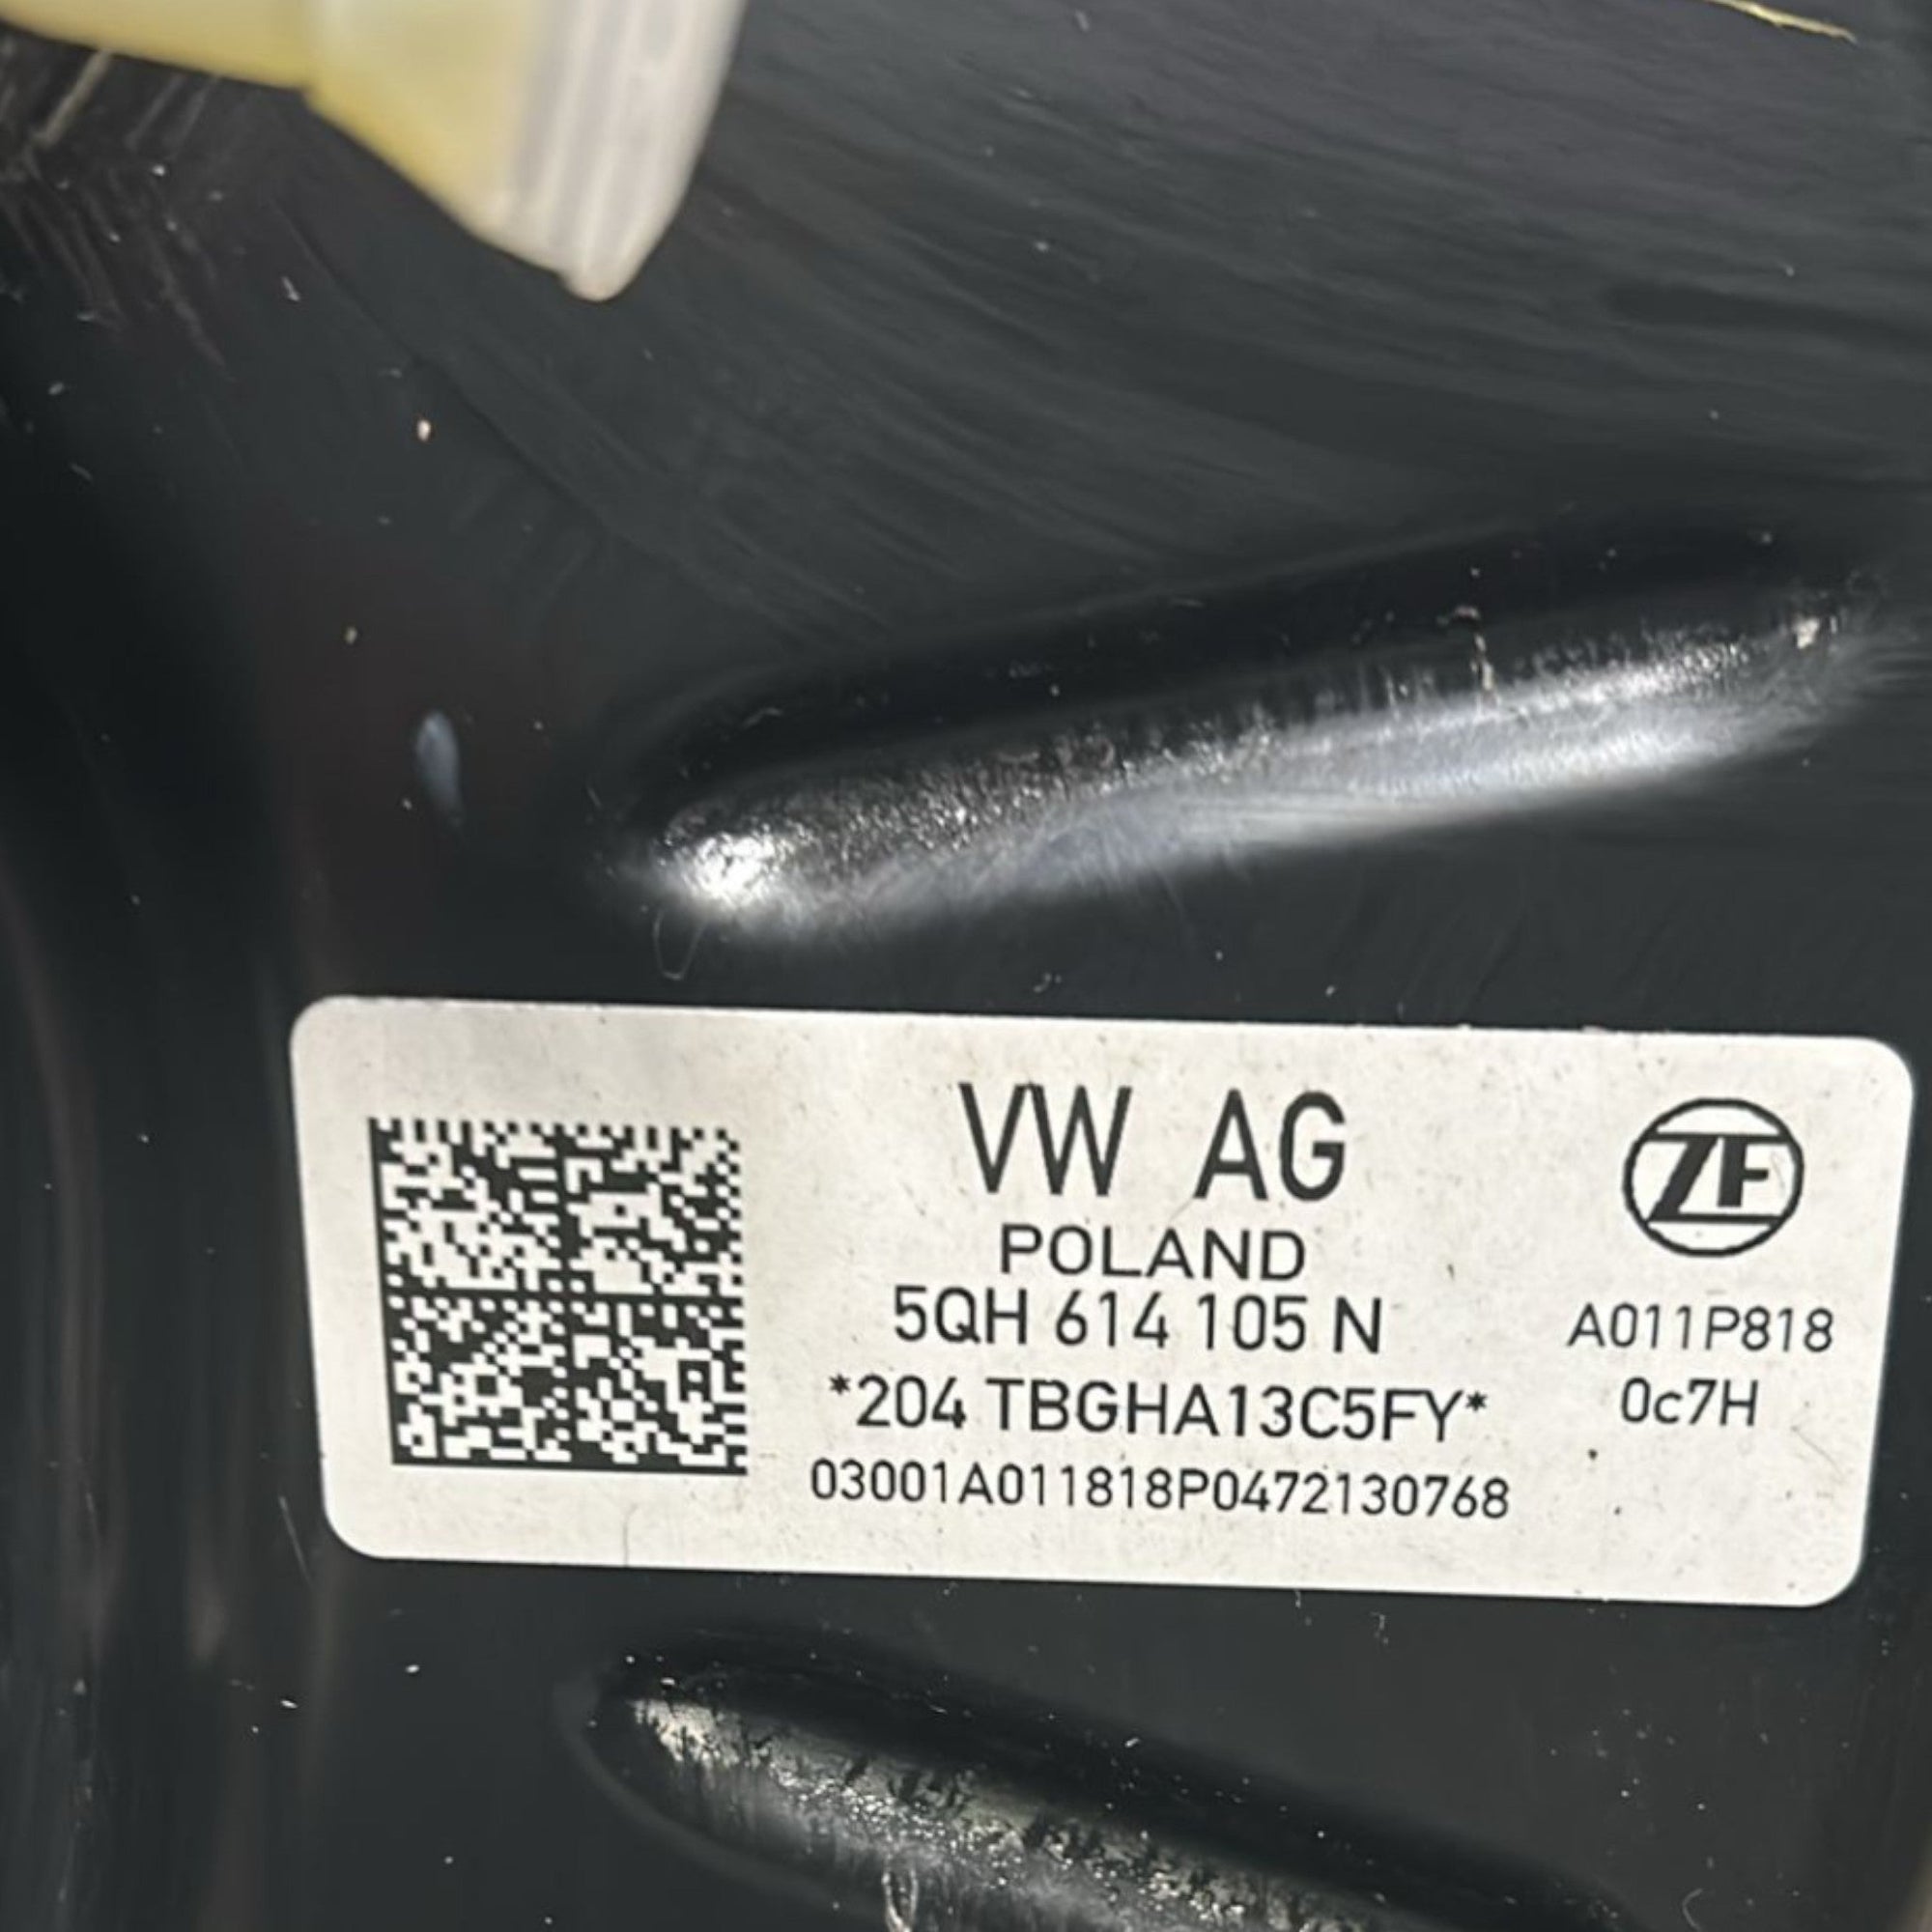 VW AG
POLAND
5QH 614 105 N
*204 TBGHA13C5FY*
03001A011818P0472130768
ZF
A011P818
0c7H